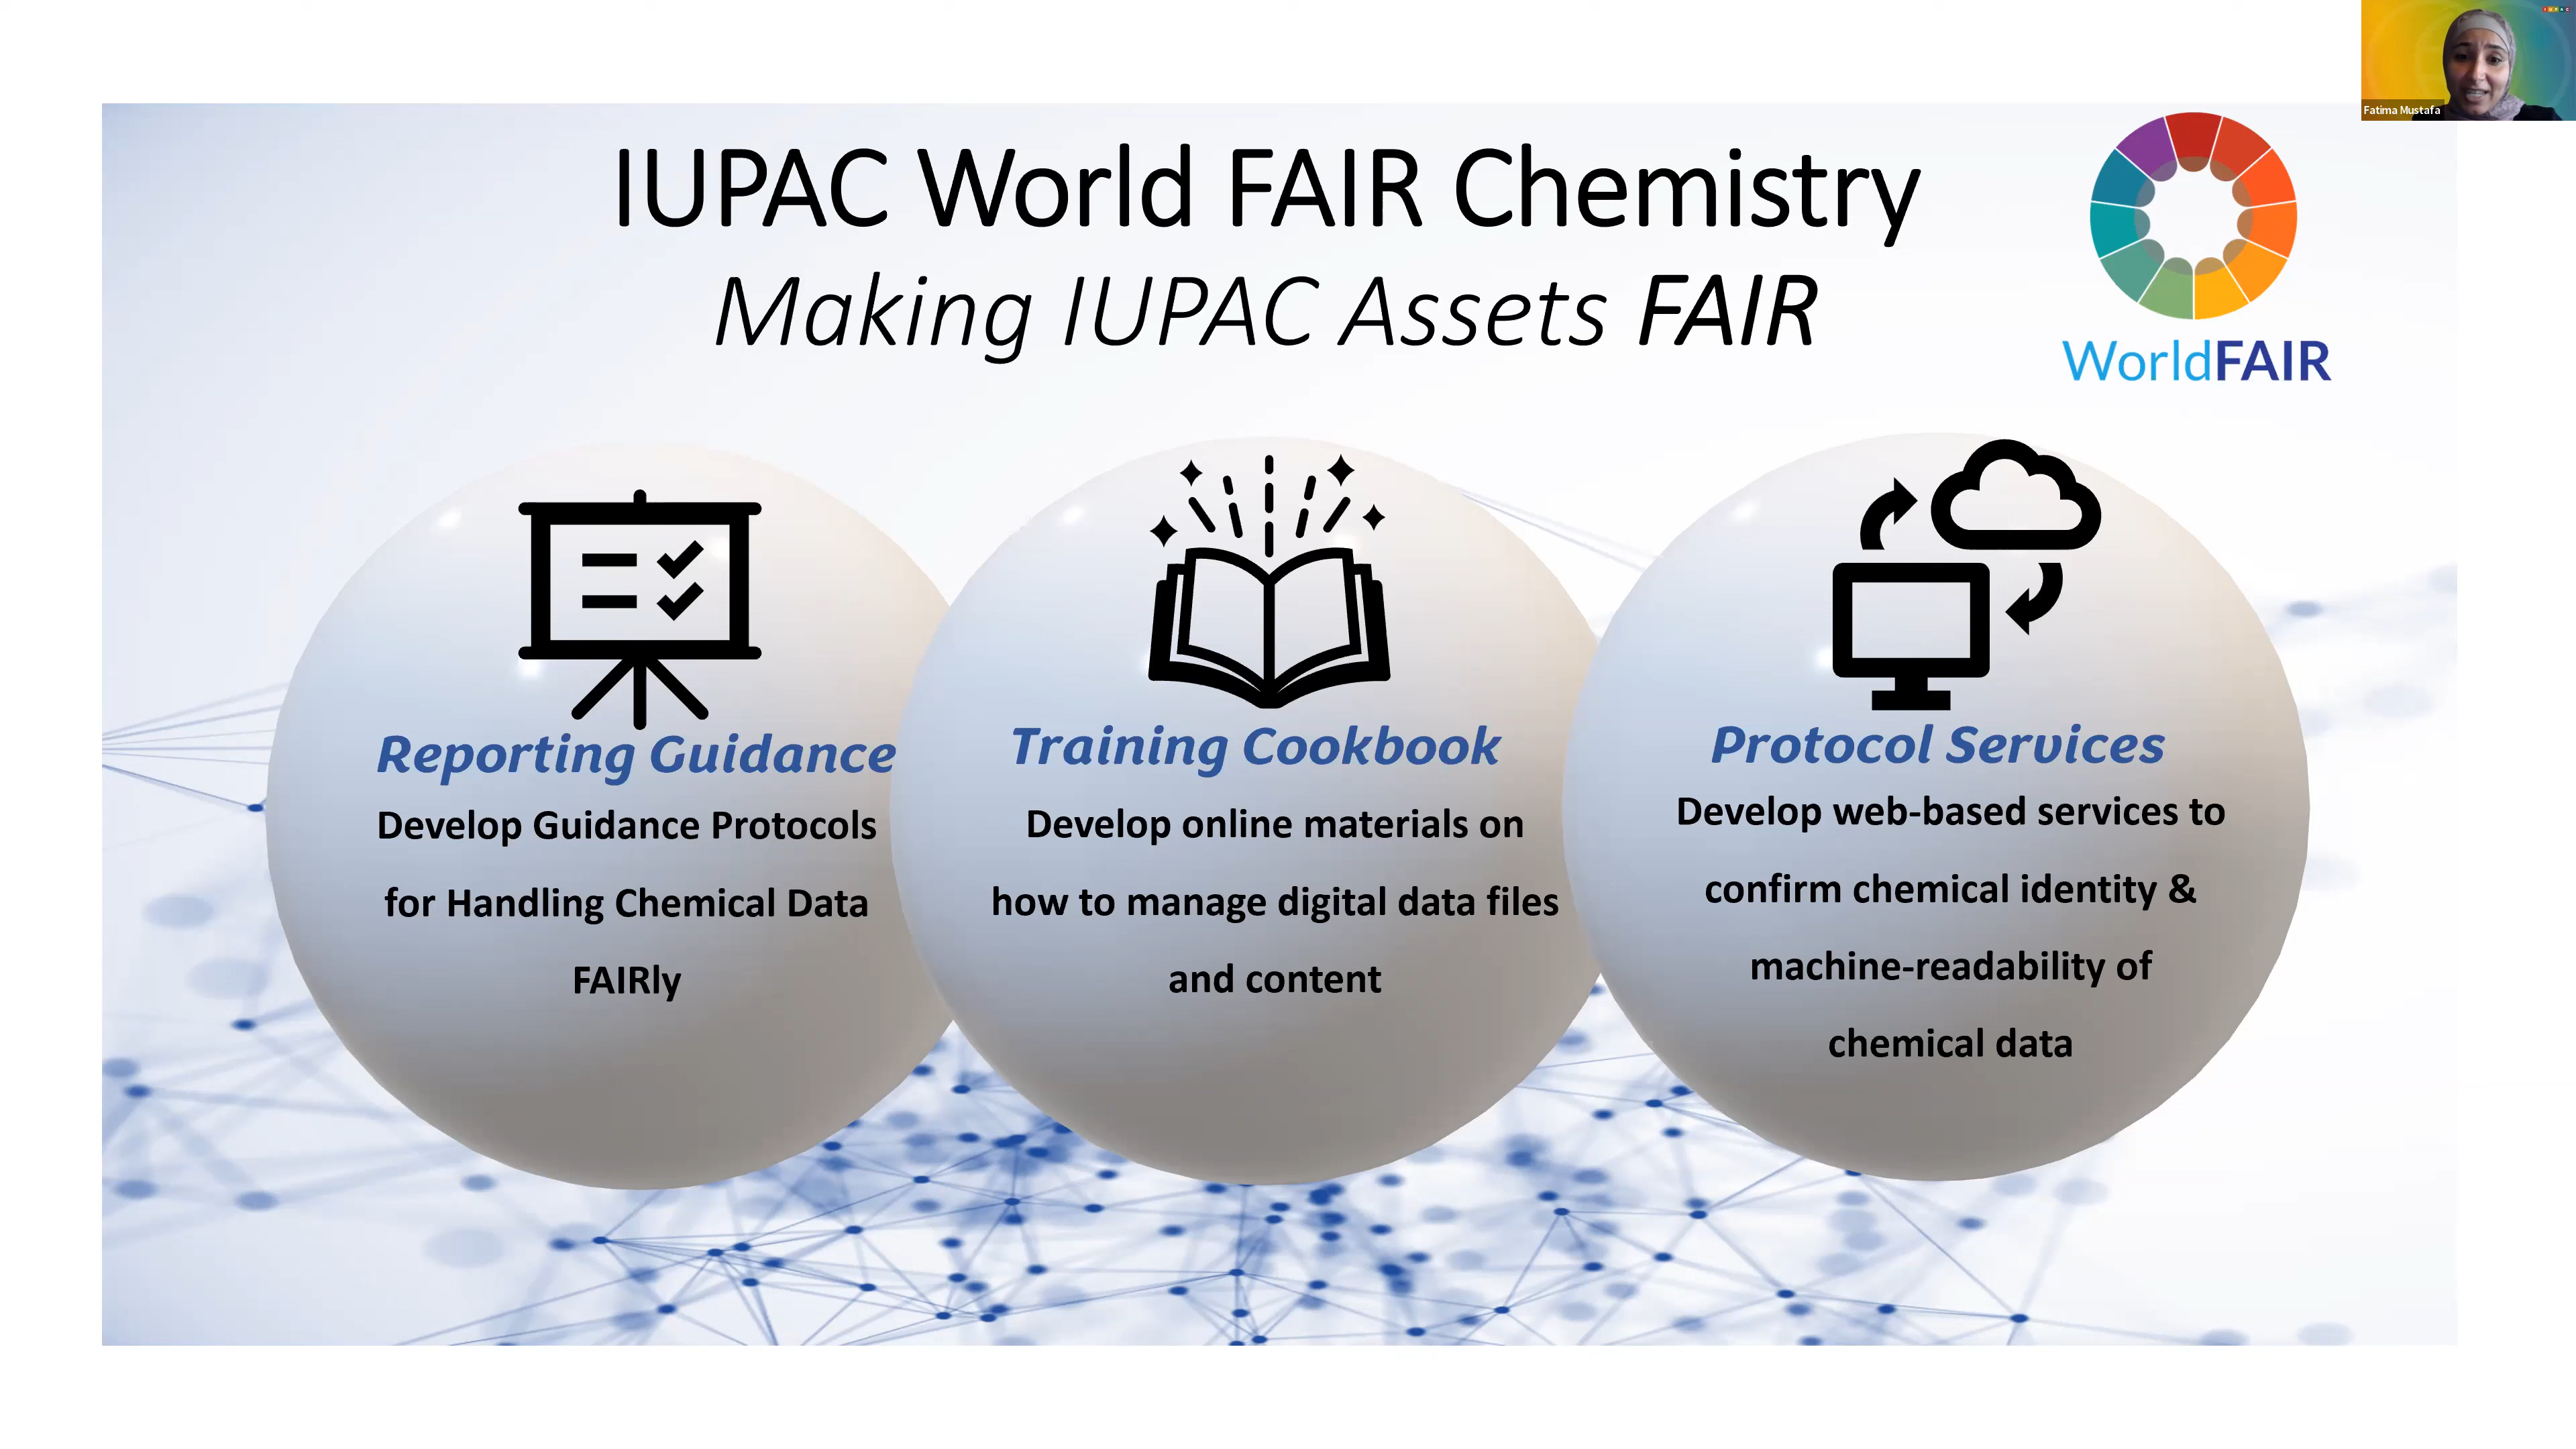 Fatima Mustafa
IUPAC World FAIR Chemistry
Making IUPAC Assets FAIR
WorldFAIR
Reporting Guidance
Develop Guidance Protocols
for Handling Chemical Data
FAIRly
Training Cookbook
Develop online materials on
how to manage digital data files
and content
Protocol Services
Develop web-based services to
confirm chemical identity &
machine-readability of
chemical data